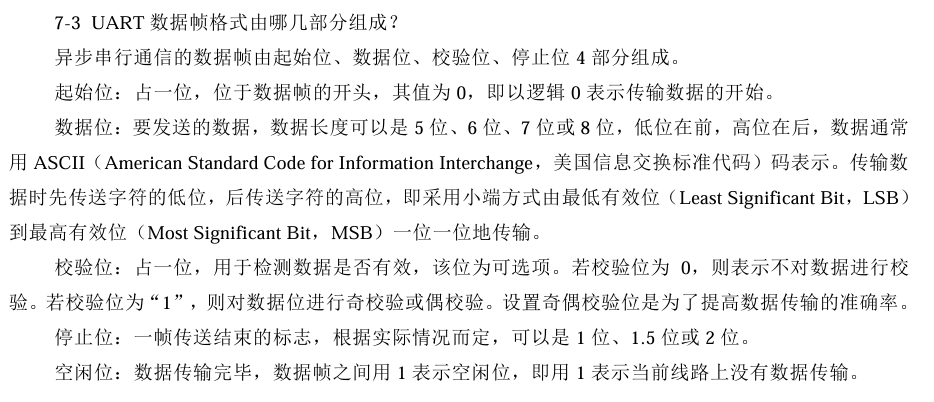 7-3 UART 数据帧格式由哪几部分组成？
异步串行通信的数据帧由起始位、数据位、校验位、停止位 4 部分组成。
起始位：占一位，位于数据帧的开头，其值为 0，即以逻辑 0 表示传输数据的开始。
数据位：要发送的数据，数据长度可以是 5 位、6 位、7 位或 8 位，低位在前，高位在后，数据通常
用 ASCII（American Standard Code for Information Interchange，美国信息交换标准代码）码表示。传输数
据时先传送字符的低位，后传送字符的高位，即采用小端方式由最低有效位（Least Significant Bit，LSB）
到最高有效位（Most Significant Bit，MSB）一位一位地传输。
校验位：占一位，用于检测数据是否有效，该位为可选项。若校验位为 0，则表示不对数据进行校
验。若校验位为“1”，则对数据位进行奇校验或偶校验。设置奇偶校验位是为了提高数据传输的准确率。
停止位：一帧传送结束的标志，根据实际情况而定，可以是 1 位、1.5 位或 2 位。
空闲位：数据传输完毕，数据帧之间用 1 表示空闲位，即用 1 表示当前线路上没有数据传输。